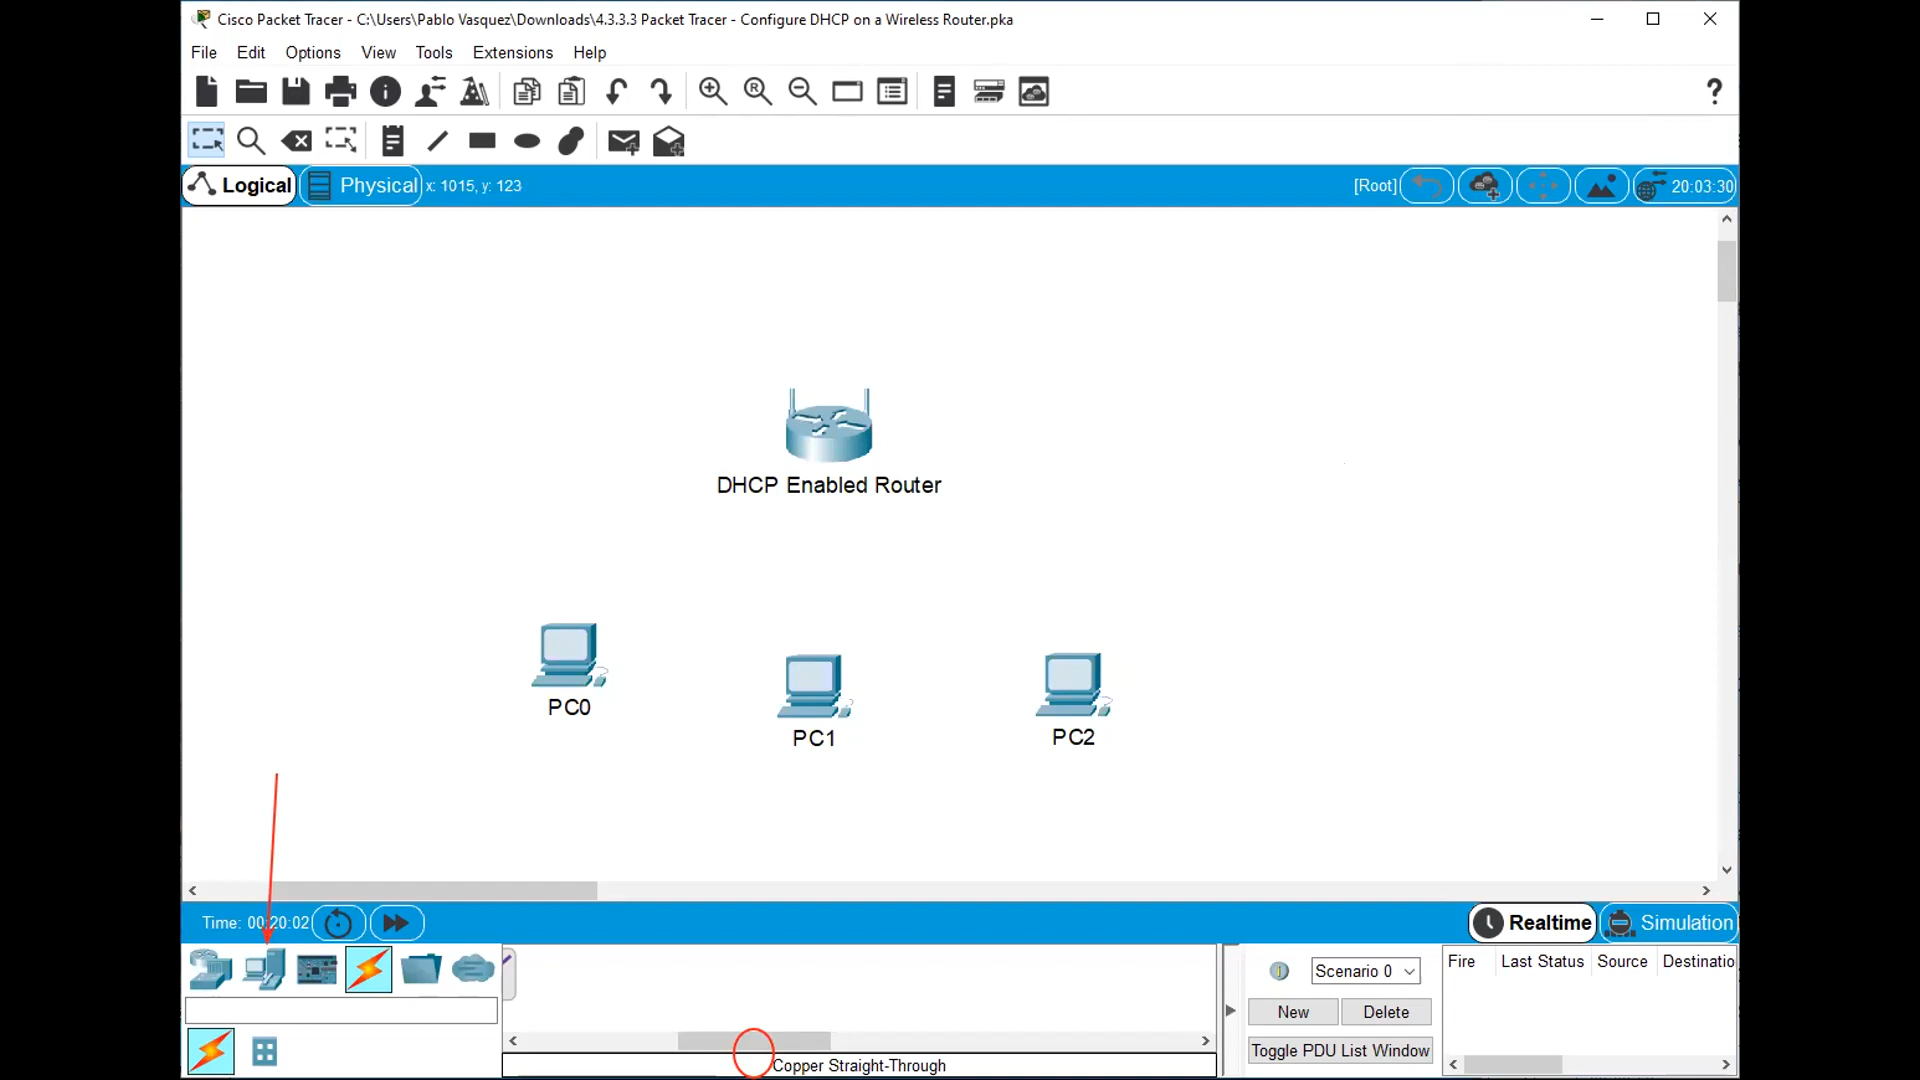 Cisco Packet Tracer - C:\Users\Pablo Vasquez\Downloads\4.3.3.3 Packet Tracer - Configure DHCP on a Wireless Router.pka
File Edit Options View Tools Extensions Help
Logical Physical x: 1015, y: 123 [Root] 20:03:30
DHCP Enabled Router
PC0
PC1
PC2
Time: 00:20:02 Realtime Simulation
Scenario 0
Fire Last Status Source Destinatio
New Delete
Toggle PDU List Window
Copper Straight-Through